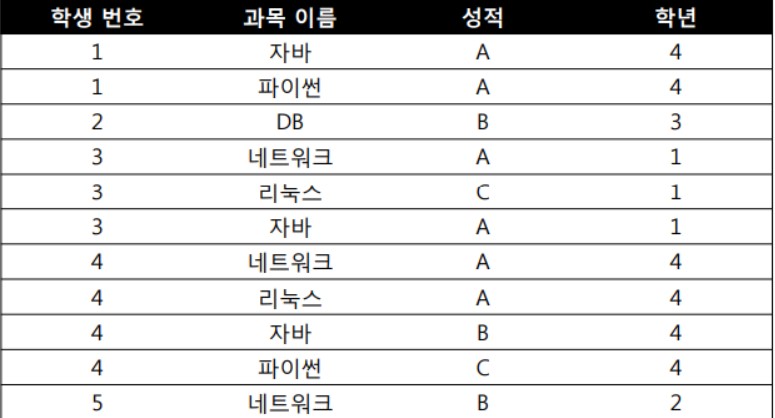 학생 번호 과목 이름 성적 학년
1 자바 A 4
1 파이썬 A 4
2 DB B 3
3 네트워크 A 1
3 리눅스 C 1
3 자바 A 1
4 네트워크 A 4
4 리눅스 A 4
4 자바 B 4
4 파이썬 C 4
5 네트워크 B 2